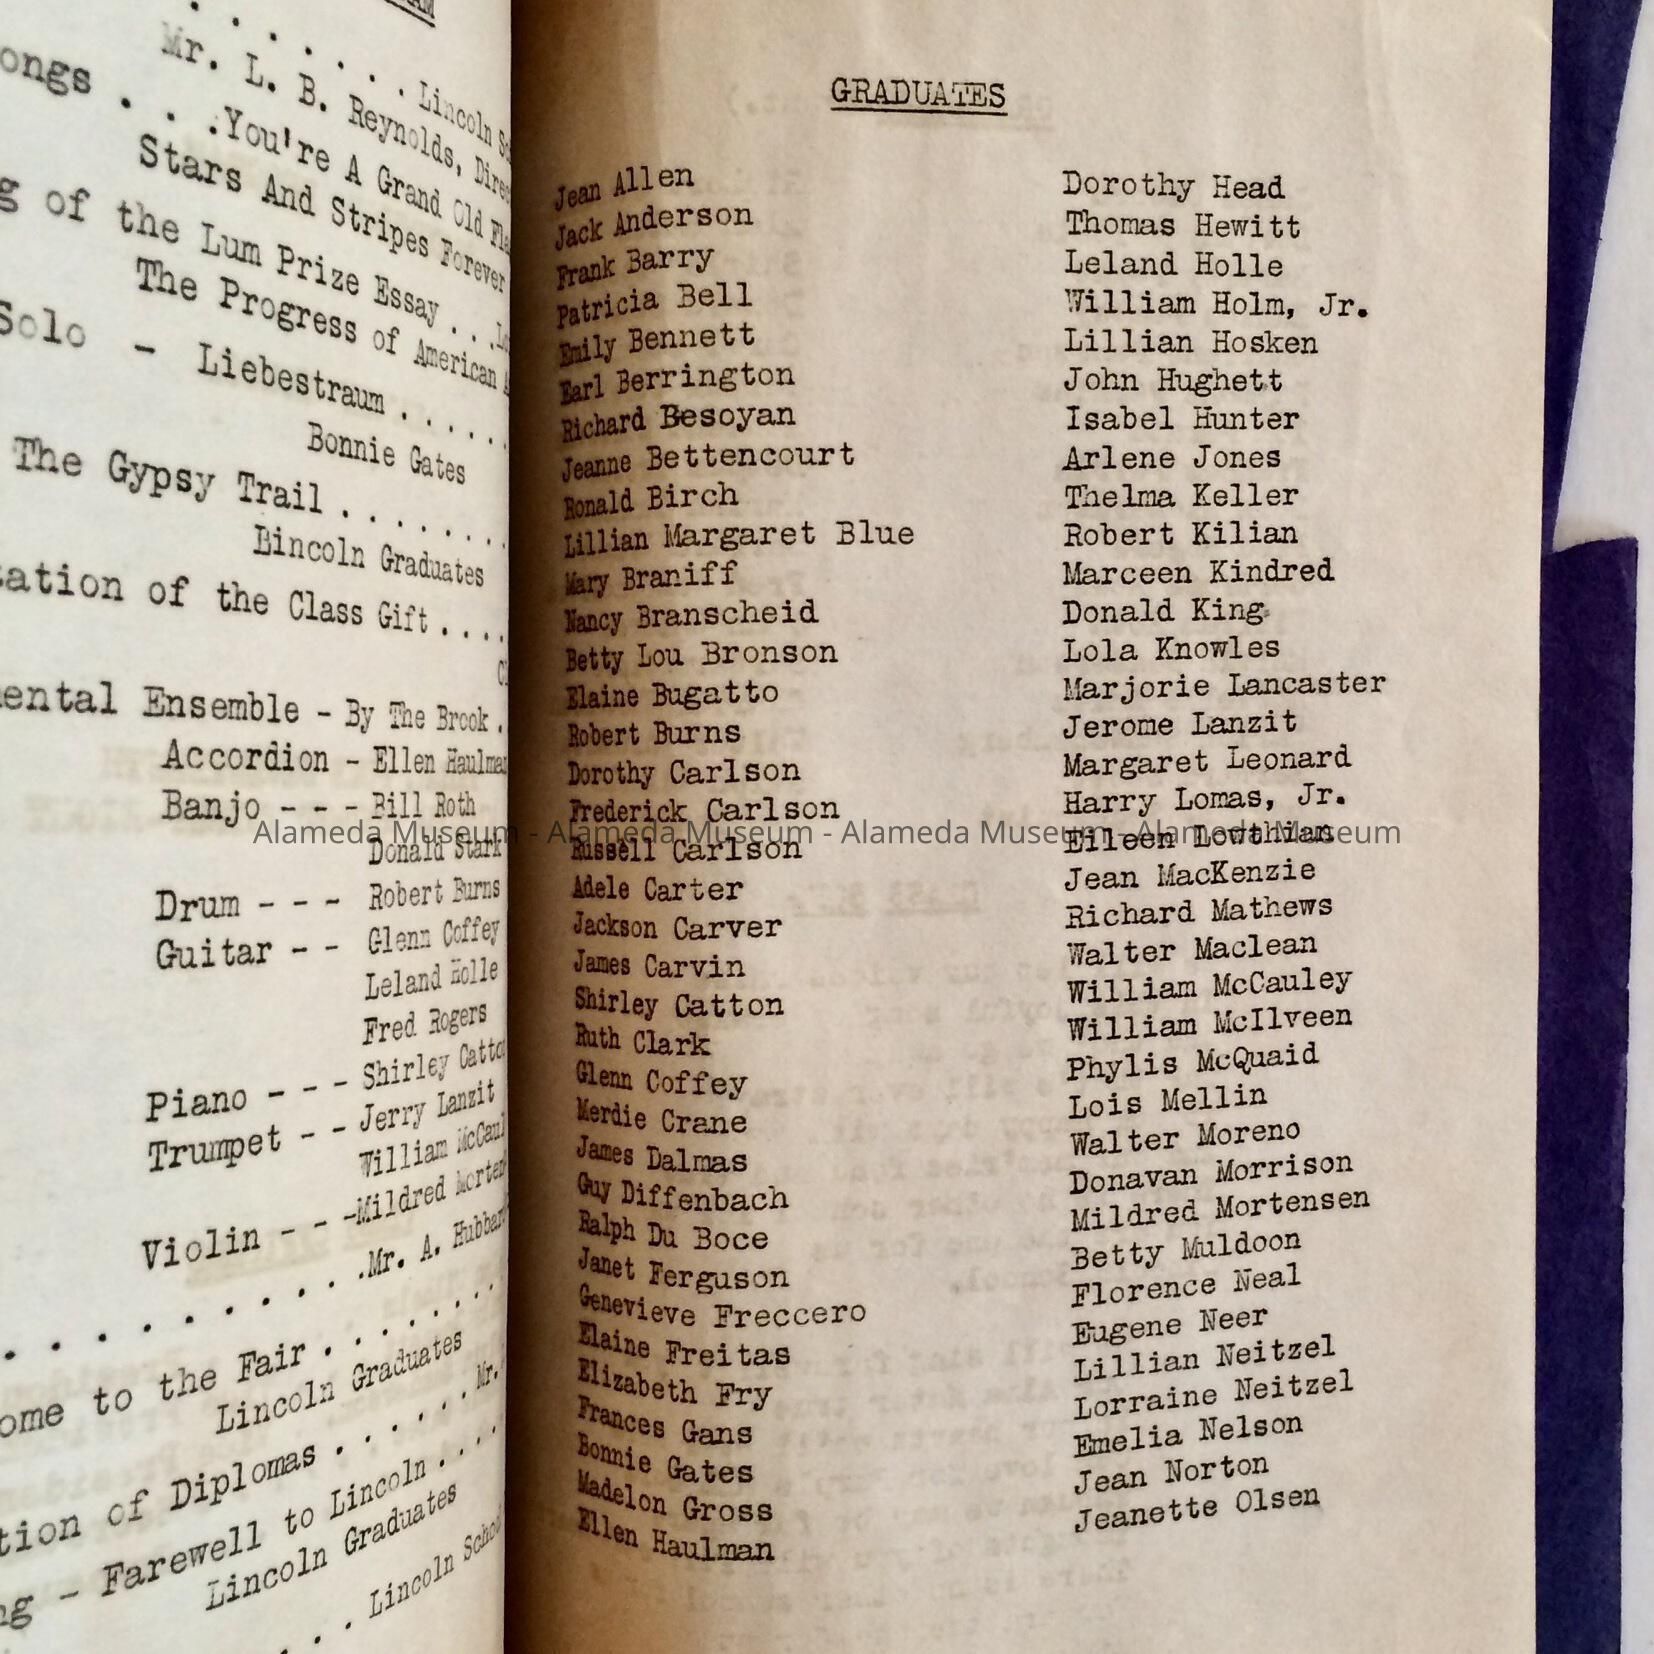 Lincoln
Mr. L. B. Reynolds,
ongs . . .You're A Grand Old
Stars And Stripes Forever
g of the Lum Prize Essay . . .
The Progress of American
Solo - Liebestraum . . . . . .
Bonnie Gates
The Gypsy Trail . . . . . . .
Bincoln Graduates
tation of the Class Gift . . . .
mental Ensemble - By The Brook .
Accordion - Ellen Haulman
Banjo - - - Bill Roth
Donald Stark
Drum - - - Robert Burns
Guitar - - Glenn Coffey
Leland Holle
Fred Rogers
Piano - - - Shirley Catton
Trumpet - - Jerry Lanzit
William McCaul
Violin - - -Mildred Morten
. . . . . . . . . .Mr. A. Hubbard
ome to the Fair . . . . . . .
Lincoln Graduates
tion of Diplomas . . . . . . Mr.
ng - Farewell to Lincoln . . . .
Lincoln Graduates
. . . Lincoln School
GRADUATES
Jean Allen
Jack Anderson
Frank Barry
Patricia Bell
Emily Bennett
Earl Berrington
Richard Besoyan
Jeanne Bettencourt
Ronald Birch
Lillian Margaret Blue
Mary Braniff
Nancy Branscheid
Betty Lou Bronson
Elaine Bugatto
Robert Burns
Dorothy Carlson
Frederick Carlson
Russell Carlson
Adele Carter
Jackson Carver
James Carvin
Shirley Catton
Ruth Clark
Glenn Coffey
Merdie Crane
James Dalmas
Guy Diffenbach
Ralph Du Boce
Janet Ferguson
Genevieve Freccero
Elaine Freitas
Elizabeth Fry
Frances Gans
Bonnie Gates
Madelon Gross
Ellen Haulman
Dorothy Head
Thomas Hewitt
Leland Holle
William Holm, Jr.
Lillian Hosken
John Hughett
Isabel Hunter
Arlene Jones
Thelma Keller
Robert Kilian
Marceen Kindred
Donald King
Lola Knowles
Marjorie Lancaster
Jerome Lanzit
Margaret Leonard
Harry Lomas, Jr.
Eileen Lowthian
Jean MacKenzie
Richard Mathews
Walter Maclean
William McCauley
William McIlveen
Phylis McQuaid
Lois Mellin
Walter Moreno
Donavan Morrison
Mildred Mortensen
Betty Muldoon
Florence Neal
Eugene Neer
Lillian Neitzel
Lorraine Neitzel
Emelia Nelson
Jean Norton
Jeanette Olsen
Alameda Museum - Alameda Museum - Alameda Museum - Alameda Museum